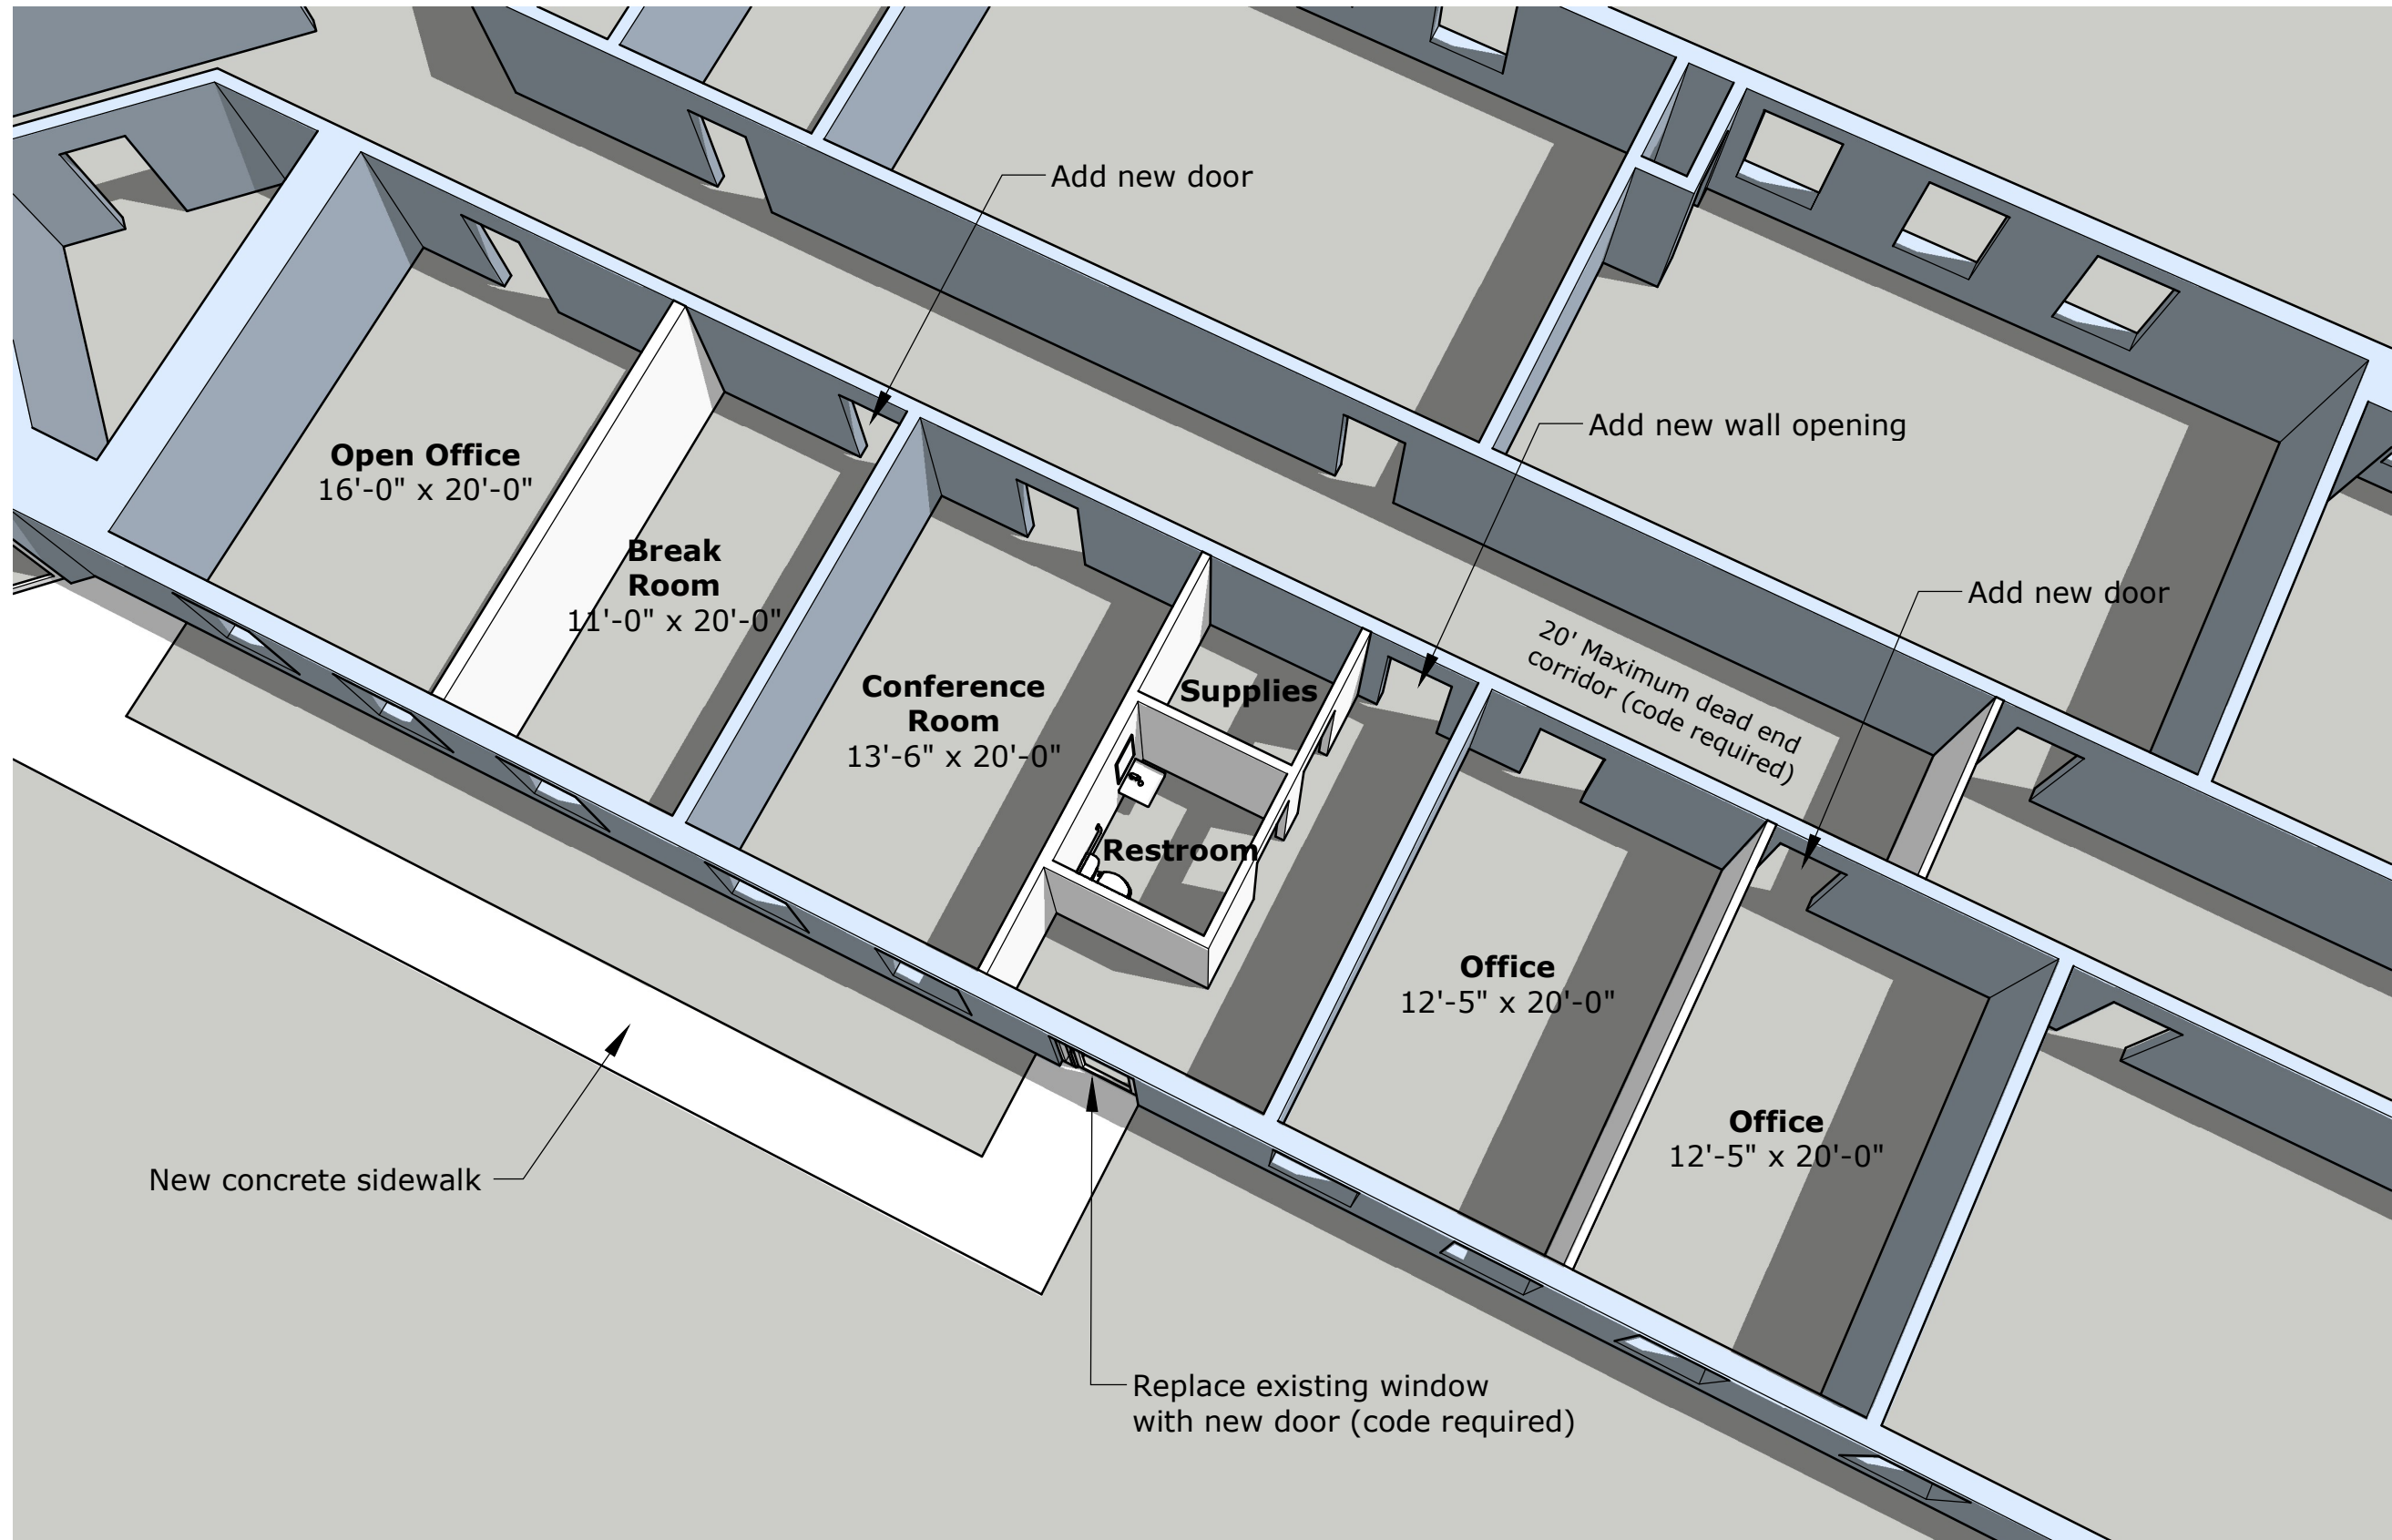 Add new door
Add new wall opening
Open Office
16'-0" x 20'-0"
Break
Room
11'-0" x 20'-0"
Add new door
20' Maximum dead end
corridor (code required)
Conference
Room
13'-6" x 20'-0"
Supplies
Restroom
Office
12'-5" x 20'-0"
Office
12'-5" x 20'-0"
New concrete sidewalk
Replace existing window
with new door (code required)